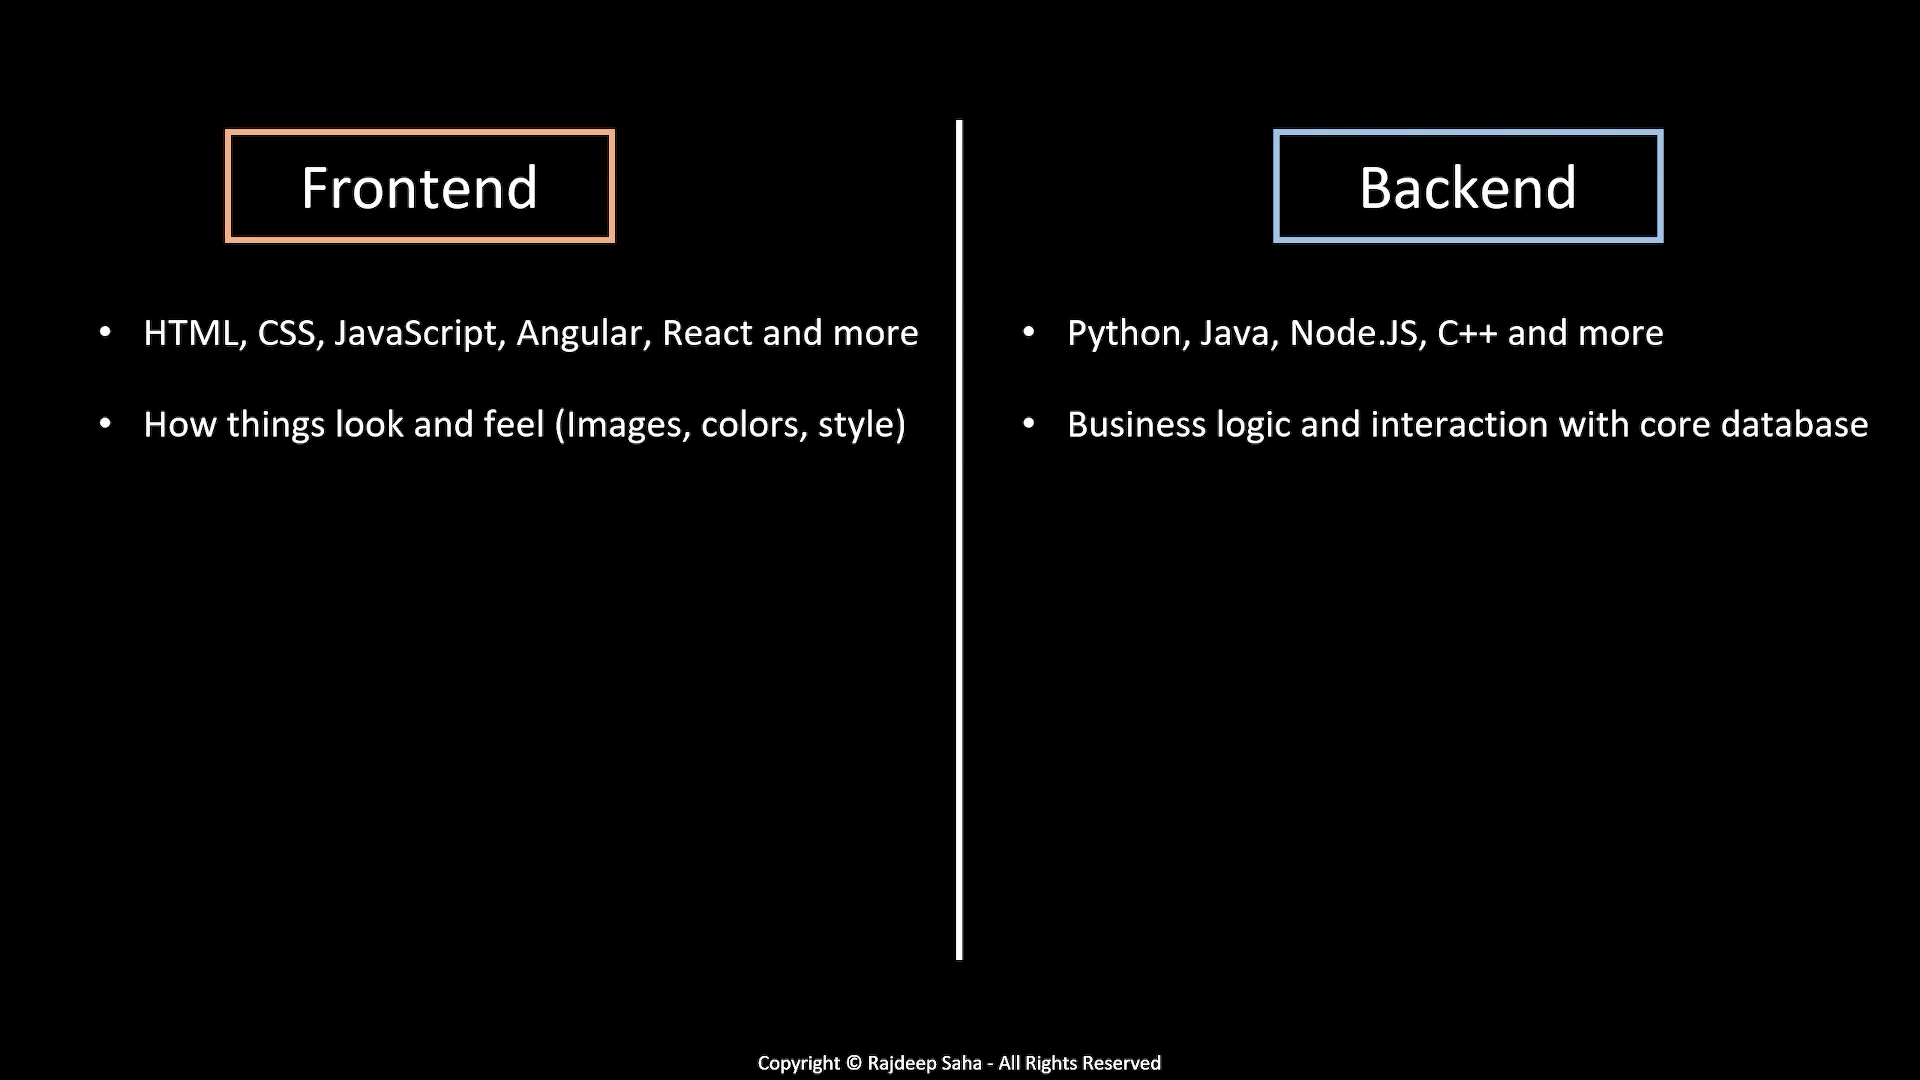 Frontend
• HTML, CSS, JavaScript, Angular, React and more
• How things look and feel (Images, colors, style)
Backend
• Python, Java, Node.JS, C++ and more
• Business logic and interaction with core database
Copyright © Rajdeep Saha - All Rights Reserved